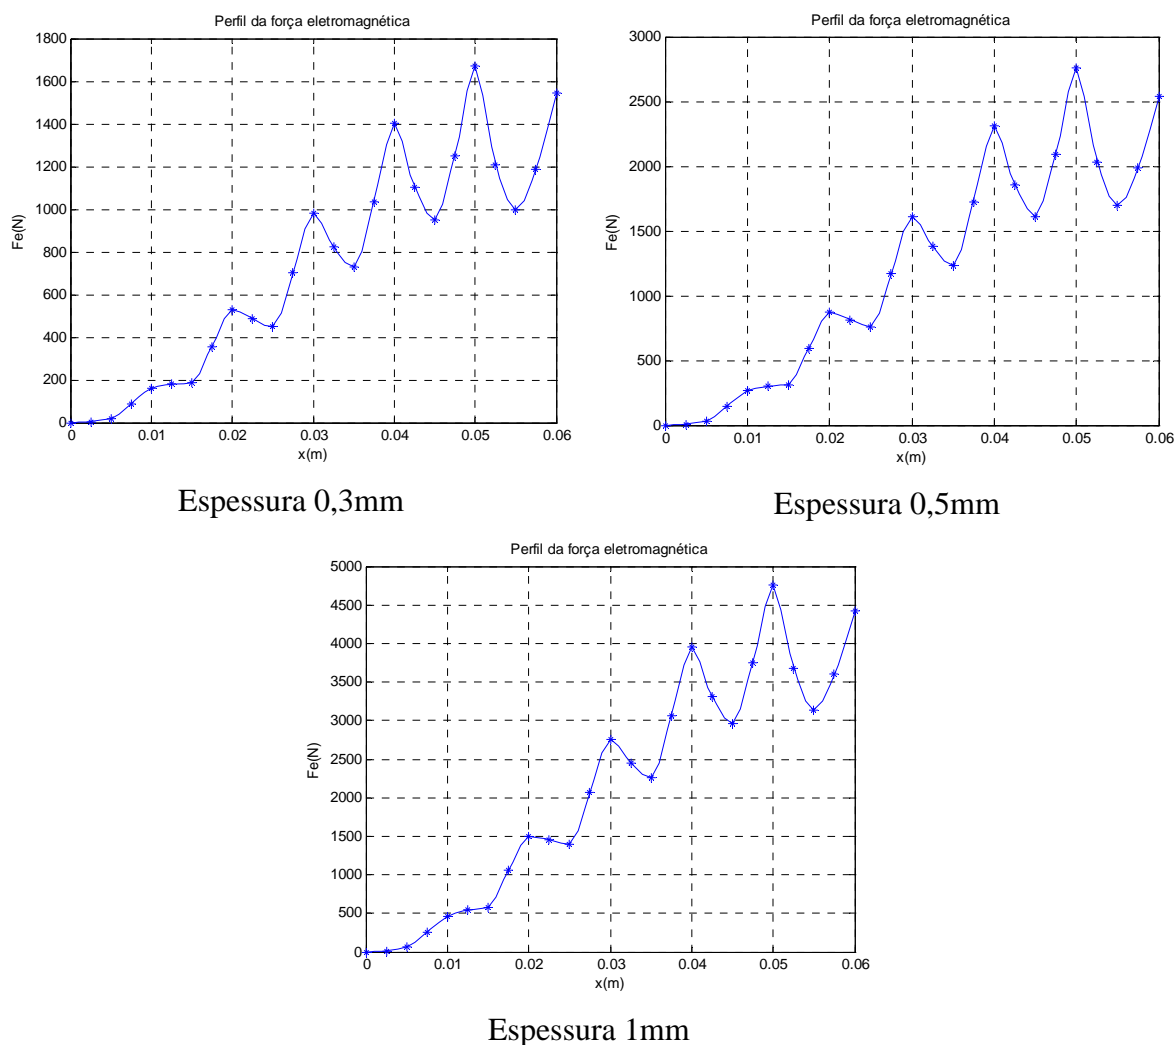 Perfil da força eletromagnética
1800
1600
1400
1200
1000
800
600
400
200
0
Fe(N)
0 0.01 0.02 0.03 0.04 0.05 0.06
x(m)
Espessura 0,3mm
Perfil da força eletromagnética
3000
2500
2000
1500
1000
500
0
Fe(N)
0 0.01 0.02 0.03 0.04 0.05 0.06
x(m)
Espessura 0,5mm
Perfil da força eletromagnética
5000
4500
4000
3500
3000
2500
2000
1500
1000
500
0
Fe(N)
0 0.01 0.02 0.03 0.04 0.05 0.06
x(m)
Espessura 1mm